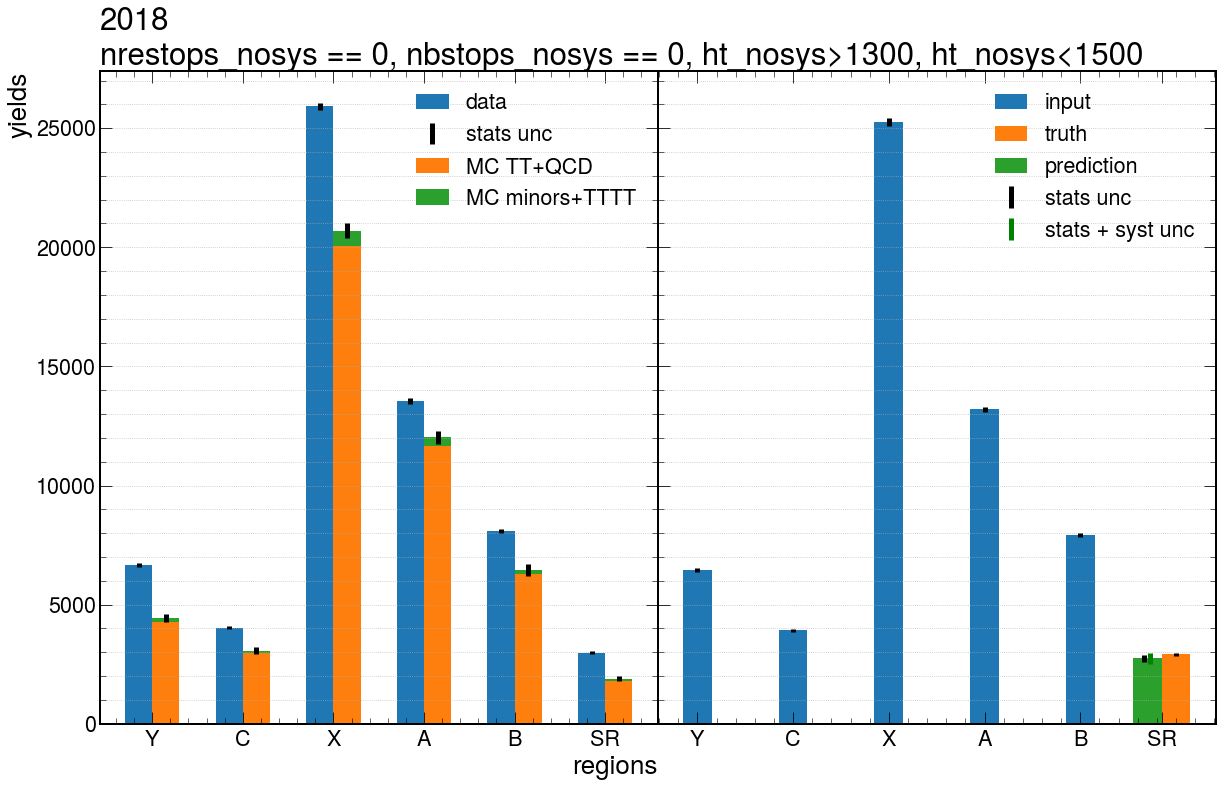 2018
nrestops_nosys == 0, nbstops_nosys == 0, ht_nosys>1300, ht_nosys<1500
yields
25000
20000
15000
10000
5000
0
data
stats unc
MC TT+QCD
MC minors+TTTT
input
truth
prediction
stats unc
stats + syst unc
Y C X A B SR
Y C X A B SR
regions